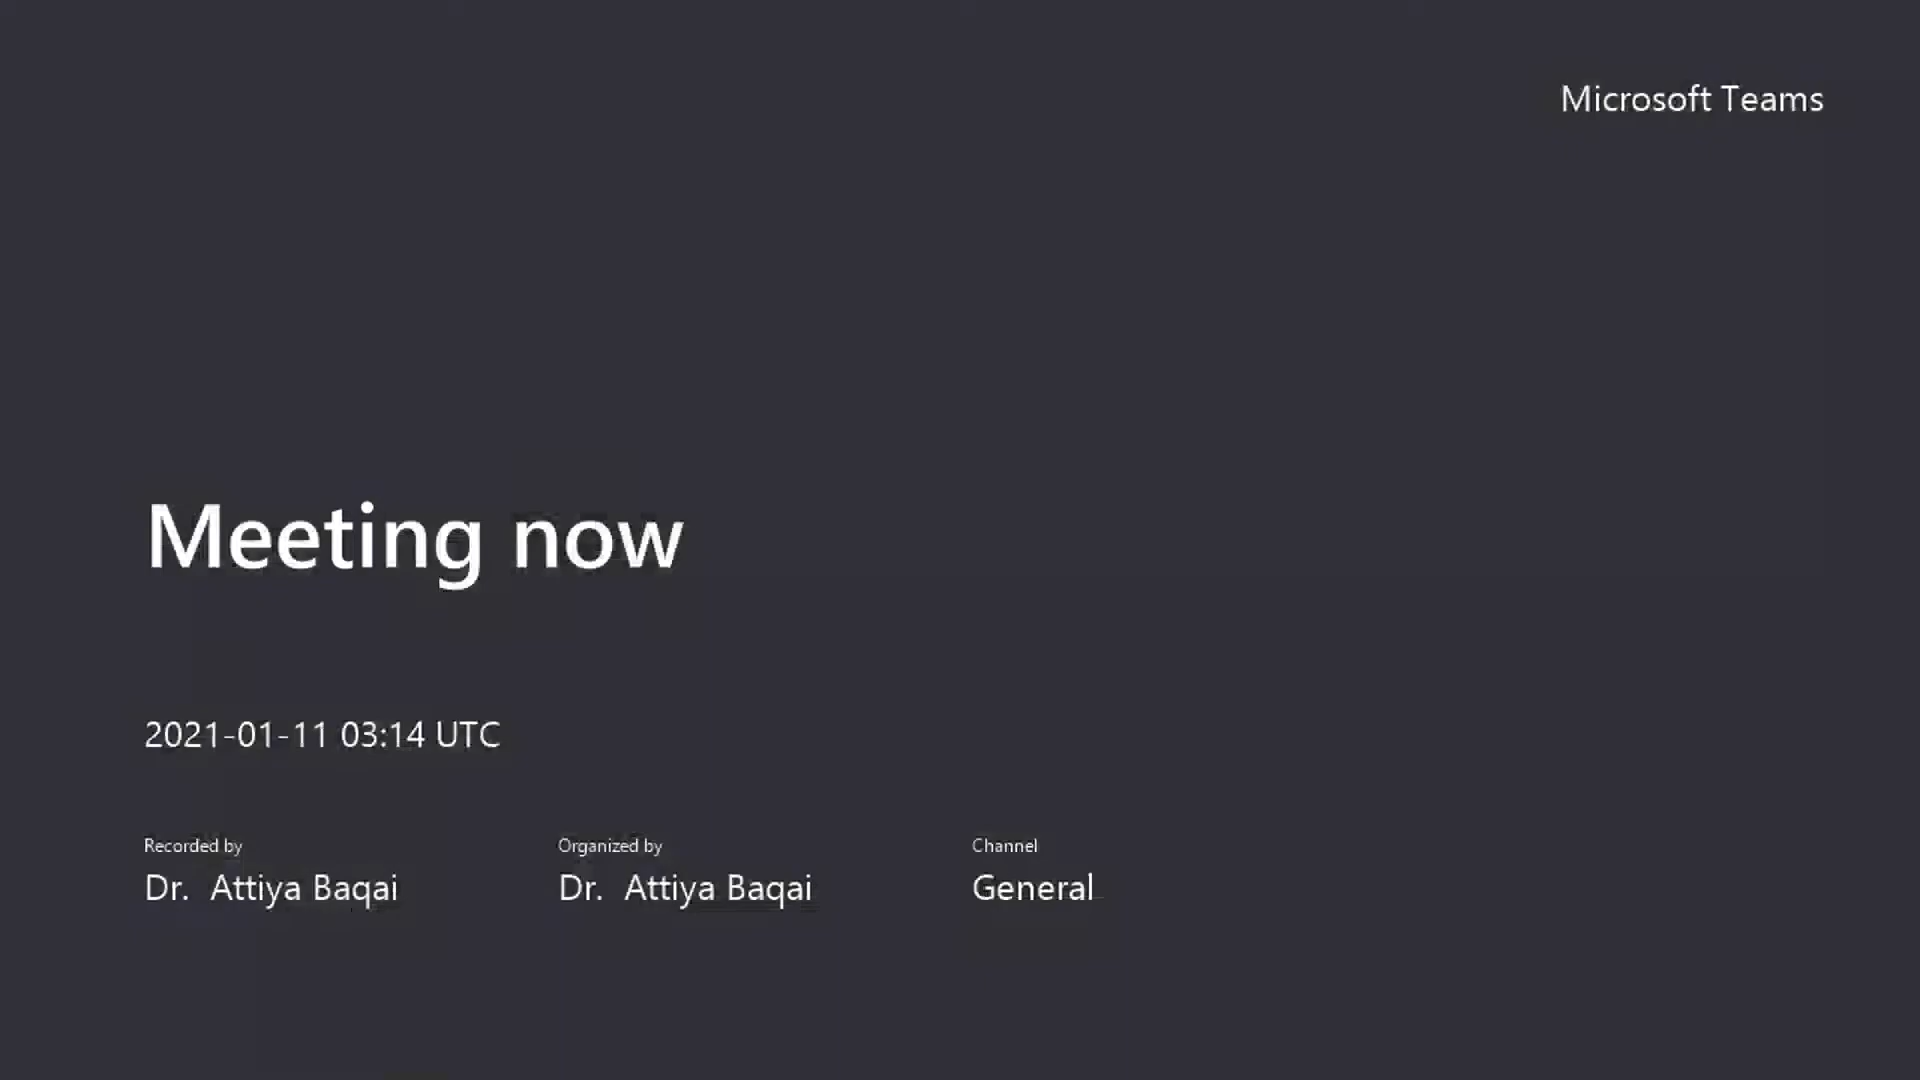 Microsoft Teams
Meeting now
2021-01-11 03:14 UTC
Recorded by
Dr.  Attiya Baqai
Organized by
Dr.  Attiya Baqai
Channel
General